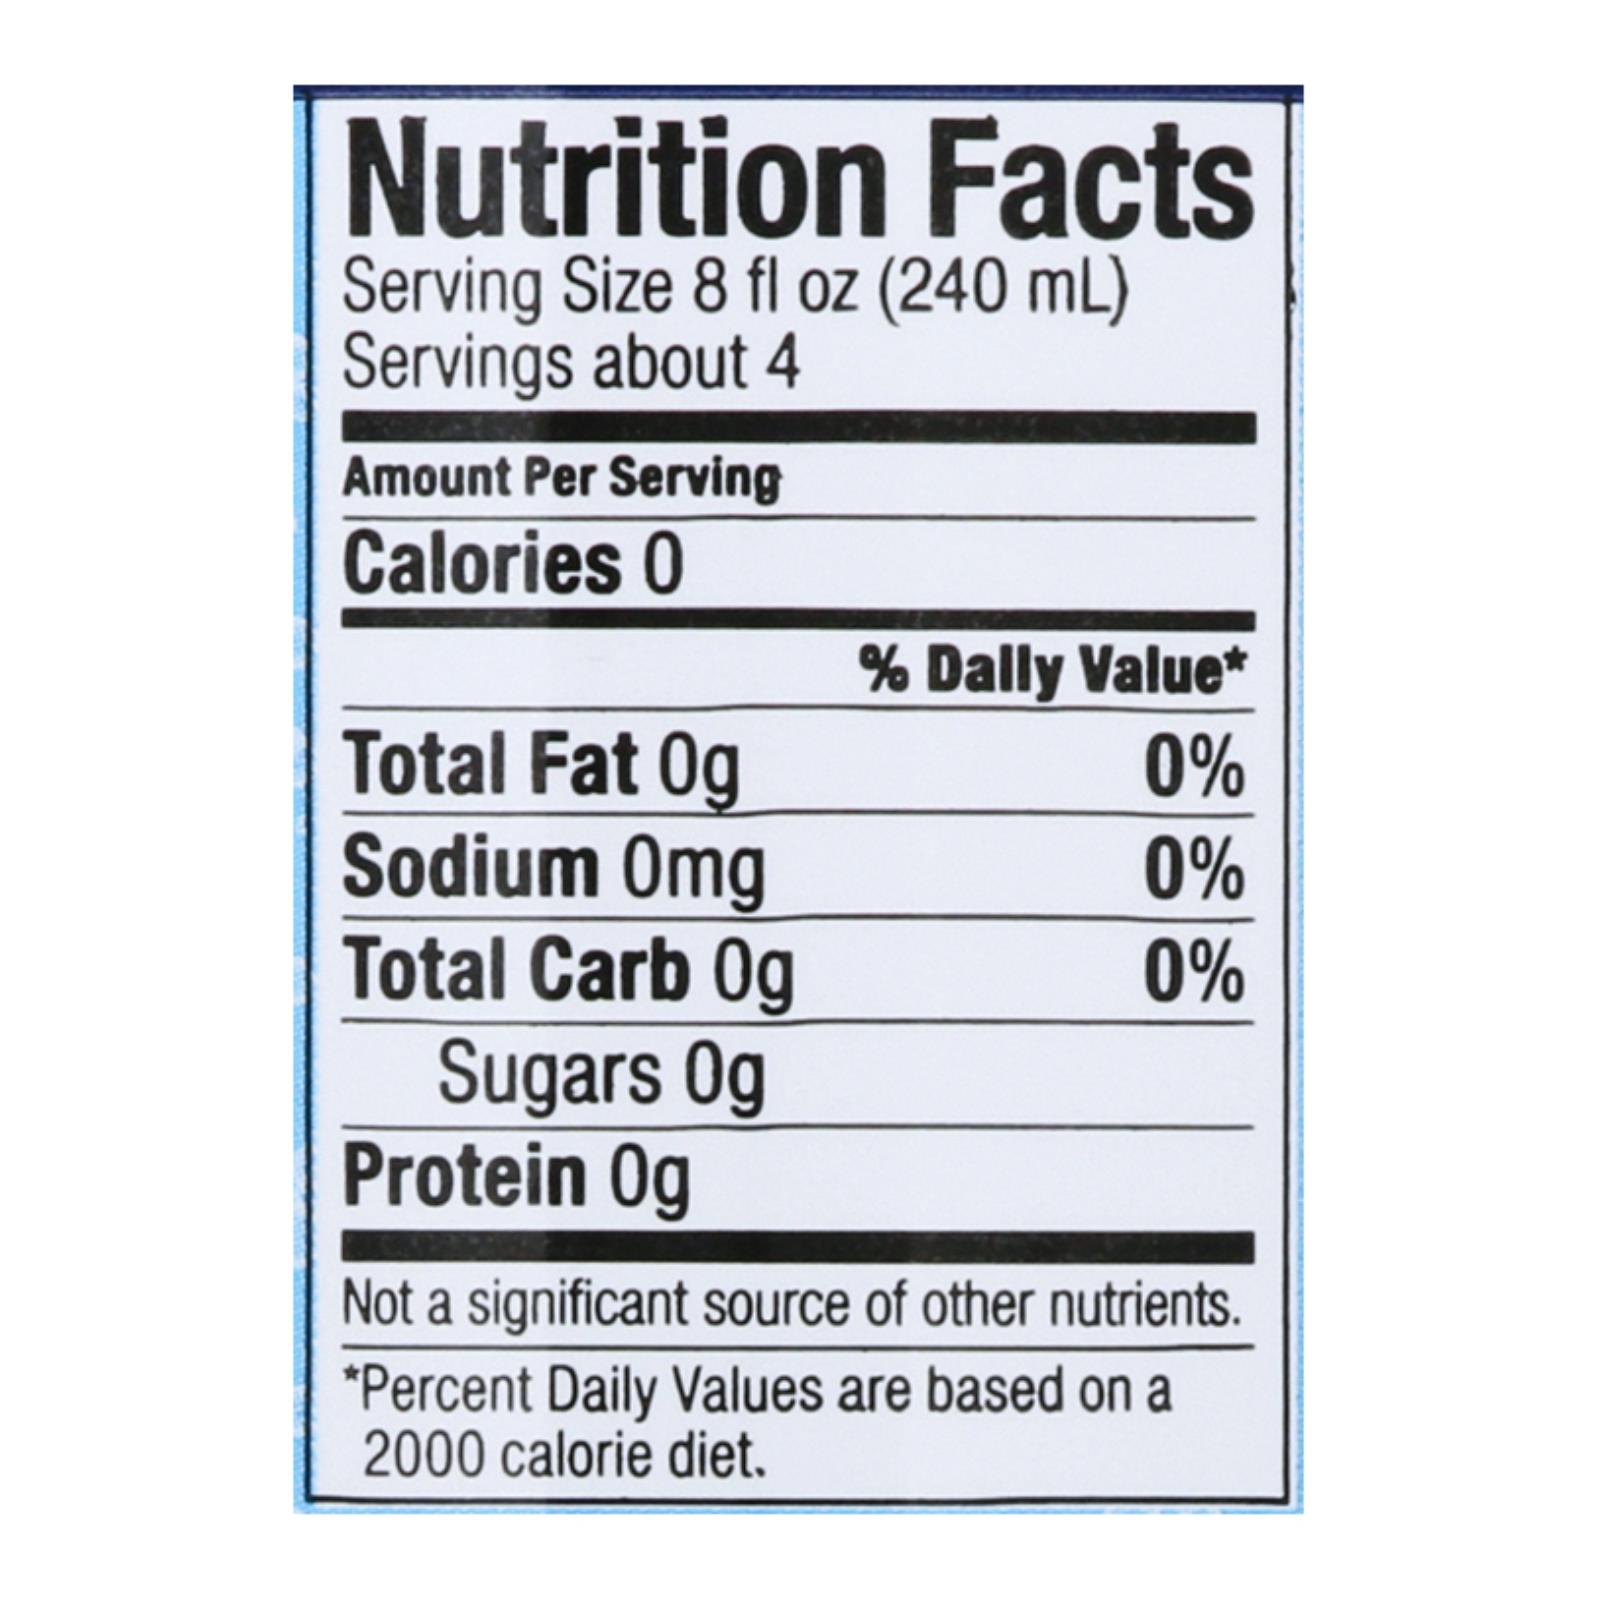 Nutrition Facts
Serving Size 8 fl oz (240 mL)
Servings about 4
Amount Per Serving
Calories 0
% Daily Value*
Total Fat 0g 0%
Sodium 0mg 0%
Total Carb 0g 0%
Sugars 0g
Protein 0g
Not a significant source of other nutrients.
*Percent Daily Values are based on a
2000 calorie diet.